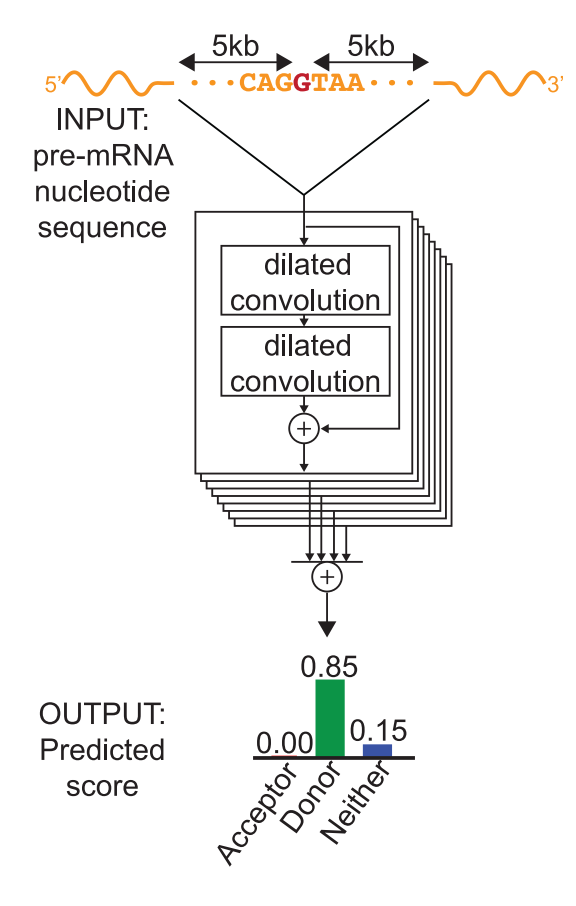 5kb 5kb
5' · · · · CAGGTAA · · · · 3'
INPUT:
pre-mRNA
nucleotide
sequence
dilated
convolution
dilated
convolution
+
+
0.85
OUTPUT:
0.15
0.00
Predicted
score
Acceptor
Donor
Neither